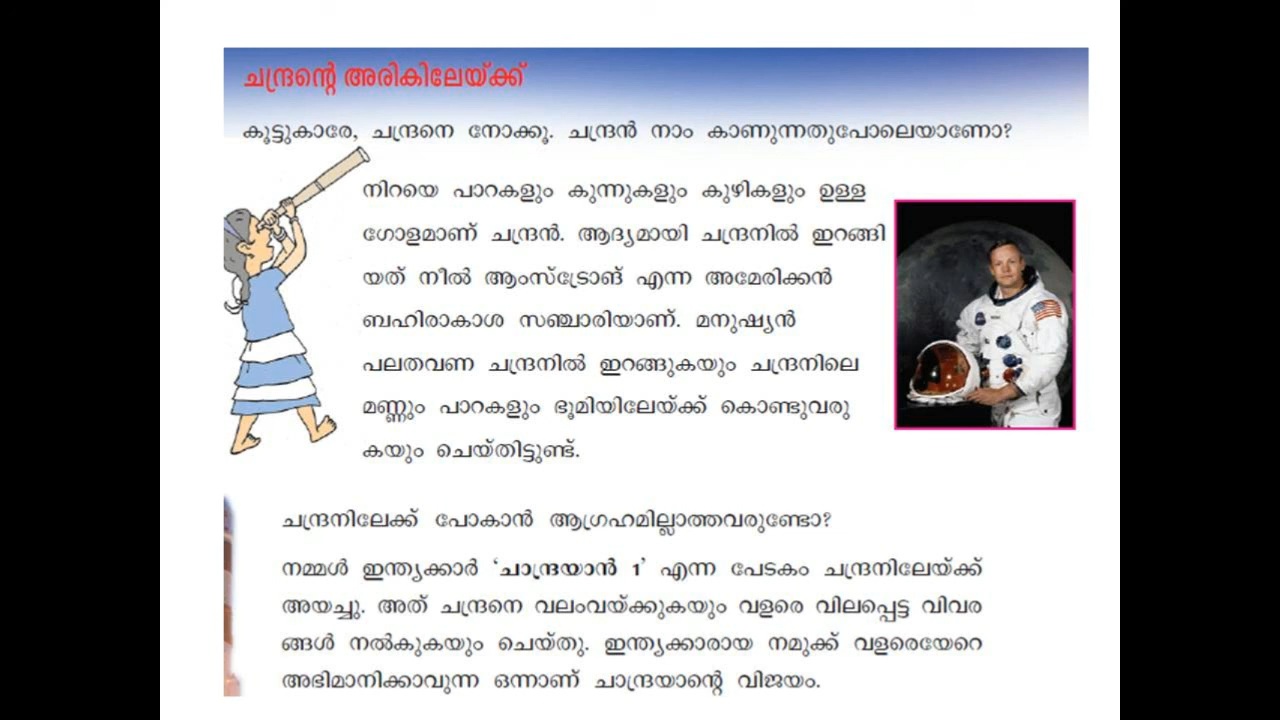 ചന്ദ്രന്റെ അരികിലേയ്ക്ക്
കൂട്ടുകാരേ, ചന്ദ്രനെ നോക്കൂ. ചന്ദ്രൻ നാം കാണുന്നതുപോലെയാണോ?
നിറയെ പാറകളും കുന്നുകളും കുഴികളും ഉള്ള
ഗോളമാണ് ചന്ദ്രൻ. ആദ്യമായി ചന്ദ്രനിൽ ഇറങ്ങി
യത് നീൽ ആംസ്ട്രോങ് എന്ന അമേരിക്കൻ
ബഹിരാകാശ സഞ്ചാരിയാണ്. മനുഷ്യൻ
പലതവണ ചന്ദ്രനിൽ ഇറങ്ങുകയും ചന്ദ്രനിലെ
മണ്ണും പാറകളും ഭൂമിയിലേയ്ക്ക് കൊണ്ടുവരു
കയും ചെയ്തിട്ടുണ്ട്.
ചന്ദ്രനിലേക്ക് പോകാൻ ആഗ്രഹമില്ലാത്തവരുണ്ടോ?
നമ്മൾ ഇന്ത്യക്കാർ ‘ചാന്ദ്രയാൻ 1’ എന്ന പേടകം ചന്ദ്രനിലേയ്ക്ക്
അയച്ചു. അത് ചന്ദ്രനെ വലംവയ്ക്കുകയും വളരെ വിലപ്പെട്ട വിവര
ങ്ങൾ നൽകുകയും ചെയ്തു. ഇന്ത്യക്കാരായ നമുക്ക് വളരെയേറെ
അഭിമാനിക്കാവുന്ന ഒന്നാണ് ചാന്ദ്രയാന്റെ വിജയം.